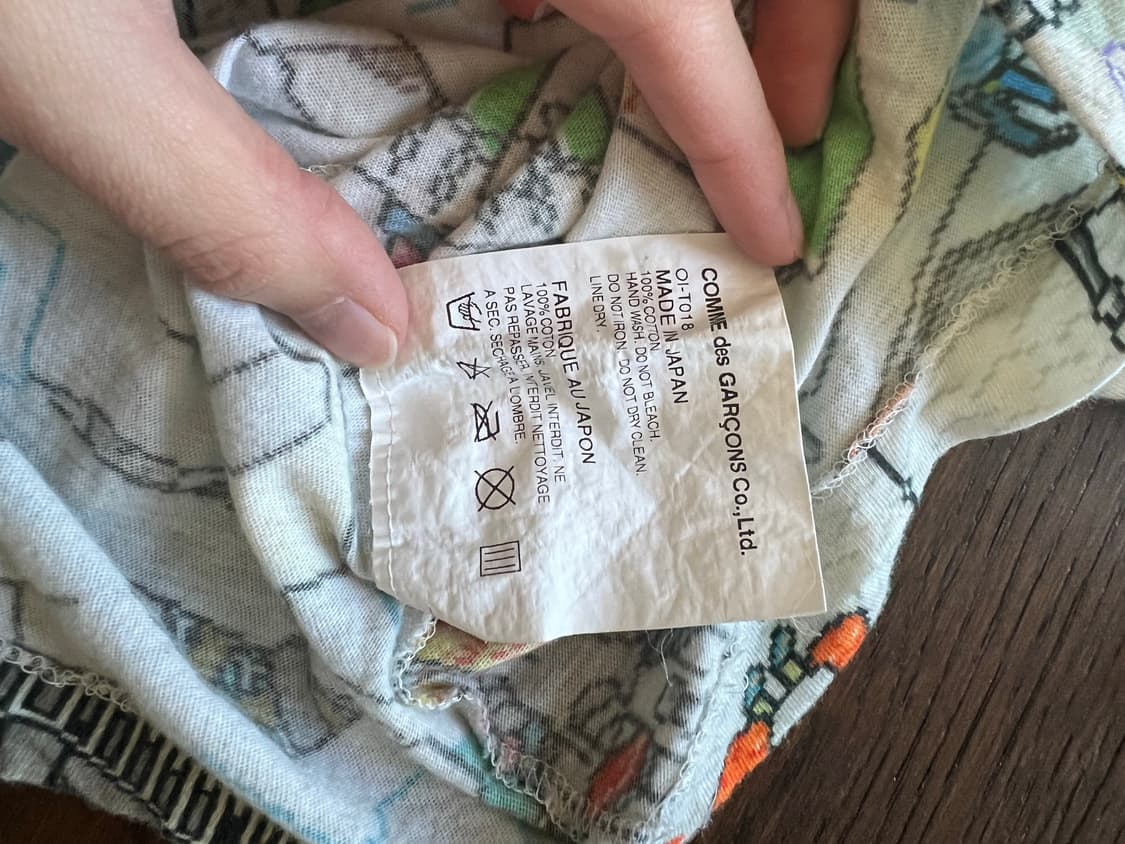 COMME des GARÇONS Co.,Ltd.
OI-T018
MADE IN JAPAN
100% COTTON
HAND WASH. DO NOT BLEACH.
DO NOT IRON. DO NOT DRY CLEAN.
LINE DRY.
FABRIQUE AU JAPON
100% COTON
LAVAGE MAINS. JAVEL INTERDIT. NE
PAS REPASSER. INTERDIT NETTOYAGE
A SEC. SECHAGE A L'OMBRE.